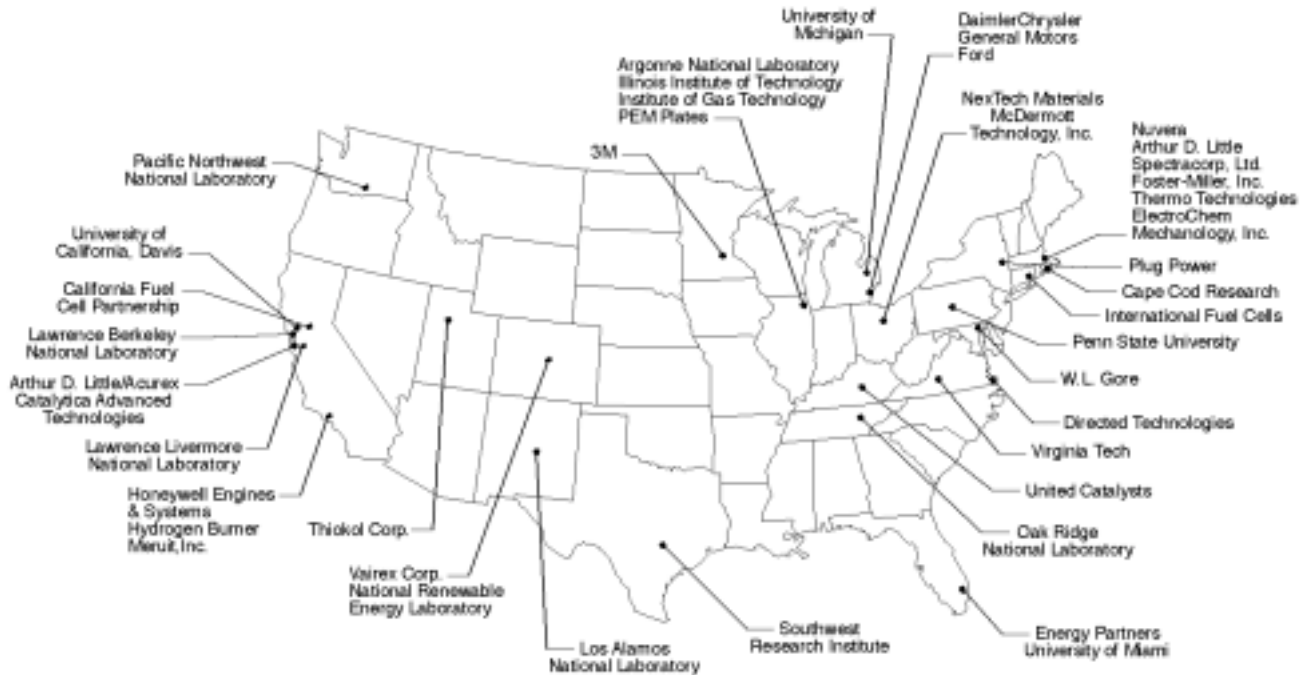 University of
Michigan
DaimlerChrysler
General Motors
Ford
Argonne National Laboratory
Illinois Institute of Technology
Institute of Gas Technology
PEM Plates
NexTech Materials
McDermott
Technology, Inc.
3M
Nuvera
Arthur D. Little
Spectracorp, Ltd.
Foster-Miller, Inc.
Thermo Technologies
ElectroChem
Mechanology, Inc.
Pacific Northwest
National Laboratory
University of
California, Davis
California Fuel
Cell Partnership
Lawrence Berkeley
National Laboratory
Arthur D. Little/Acurex
Catalytica Advanced
Technologies
Lawrence Livermore
National Laboratory
Honeywell Engines
& Systems
Hydrogen Burner
Meruit, Inc.
Thiokol Corp.
Vairex Corp.
National Renewable
Energy Laboratory
Los Alamos
National Laboratory
Southwest
Research Institute
Plug Power
Cape Cod Research
International Fuel Cells
Penn State University
W.L. Gore
Directed Technologies
Virginia Tech
United Catalysts
Oak Ridge
National Laboratory
Energy Partners
University of Miami